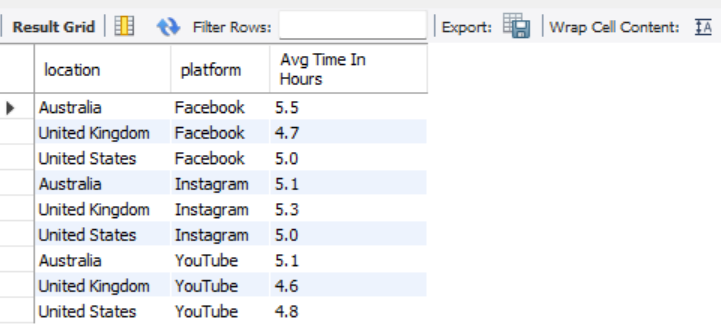 Result Grid Filter Rows: Export: Wrap Cell Content: IA
location platform Avg Time In Hours
Australia Facebook 5.5
United Kingdom Facebook 4.7
United States Facebook 5.0
Australia Instagram 5.1
United Kingdom Instagram 5.3
United States Instagram 5.0
Australia YouTube 5.1
United Kingdom YouTube 4.6
United States YouTube 4.8